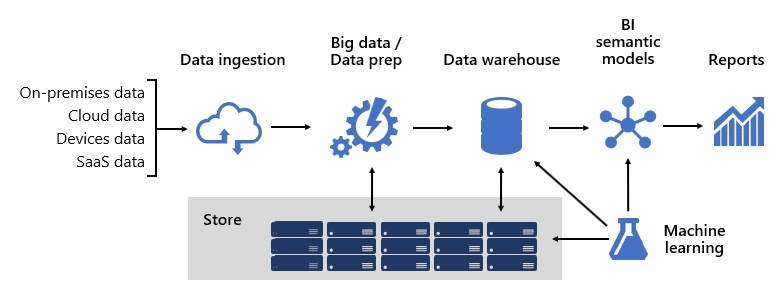 On-premises data
Cloud data
Devices data
SaaS data
Data ingestion
Big data /
Data prep
Data warehouse
BI
semantic
models
Reports
Store
Machine
learning